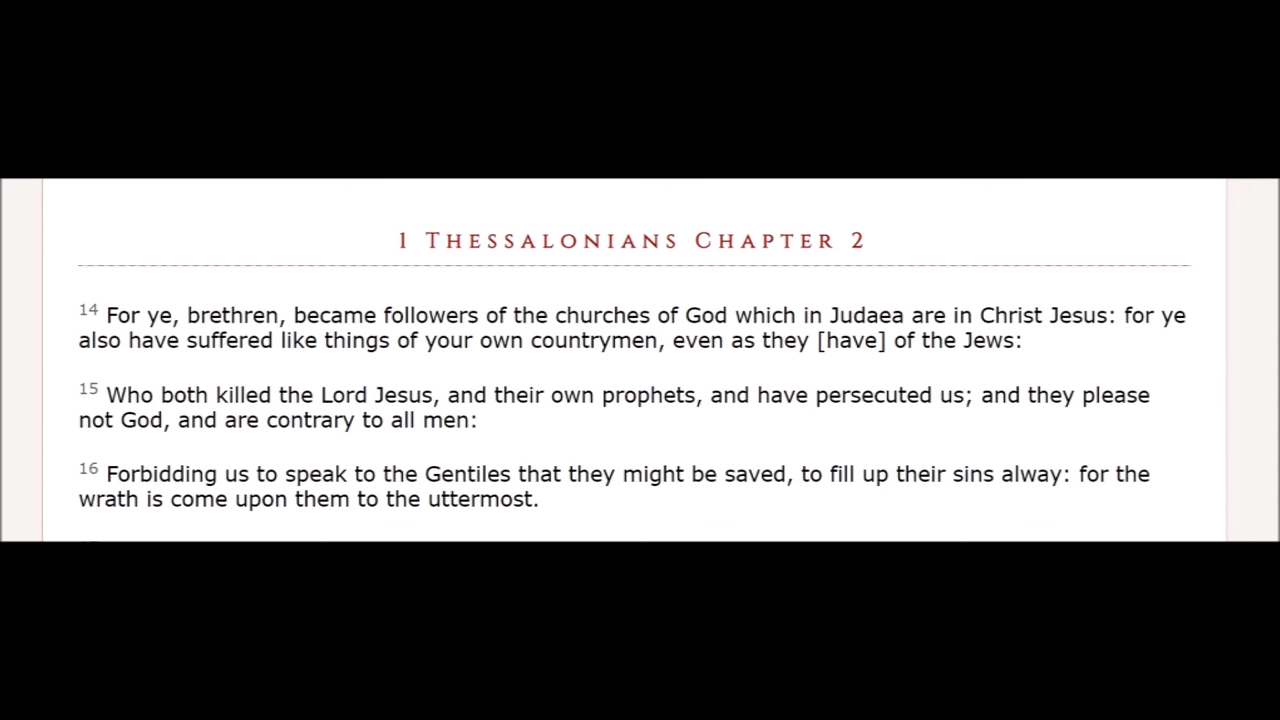 1 Thessalonians Chapter 2
14 For ye, brethren, became followers of the churches of God which in Judaea are in Christ Jesus: for ye
also have suffered like things of your own countrymen, even as they [have] of the Jews:
15 Who both killed the Lord Jesus, and their own prophets, and have persecuted us; and they please
not God, and are contrary to all men:
16 Forbidding us to speak to the Gentiles that they might be saved, to fill up their sins alway: for the
wrath is come upon them to the uttermost.